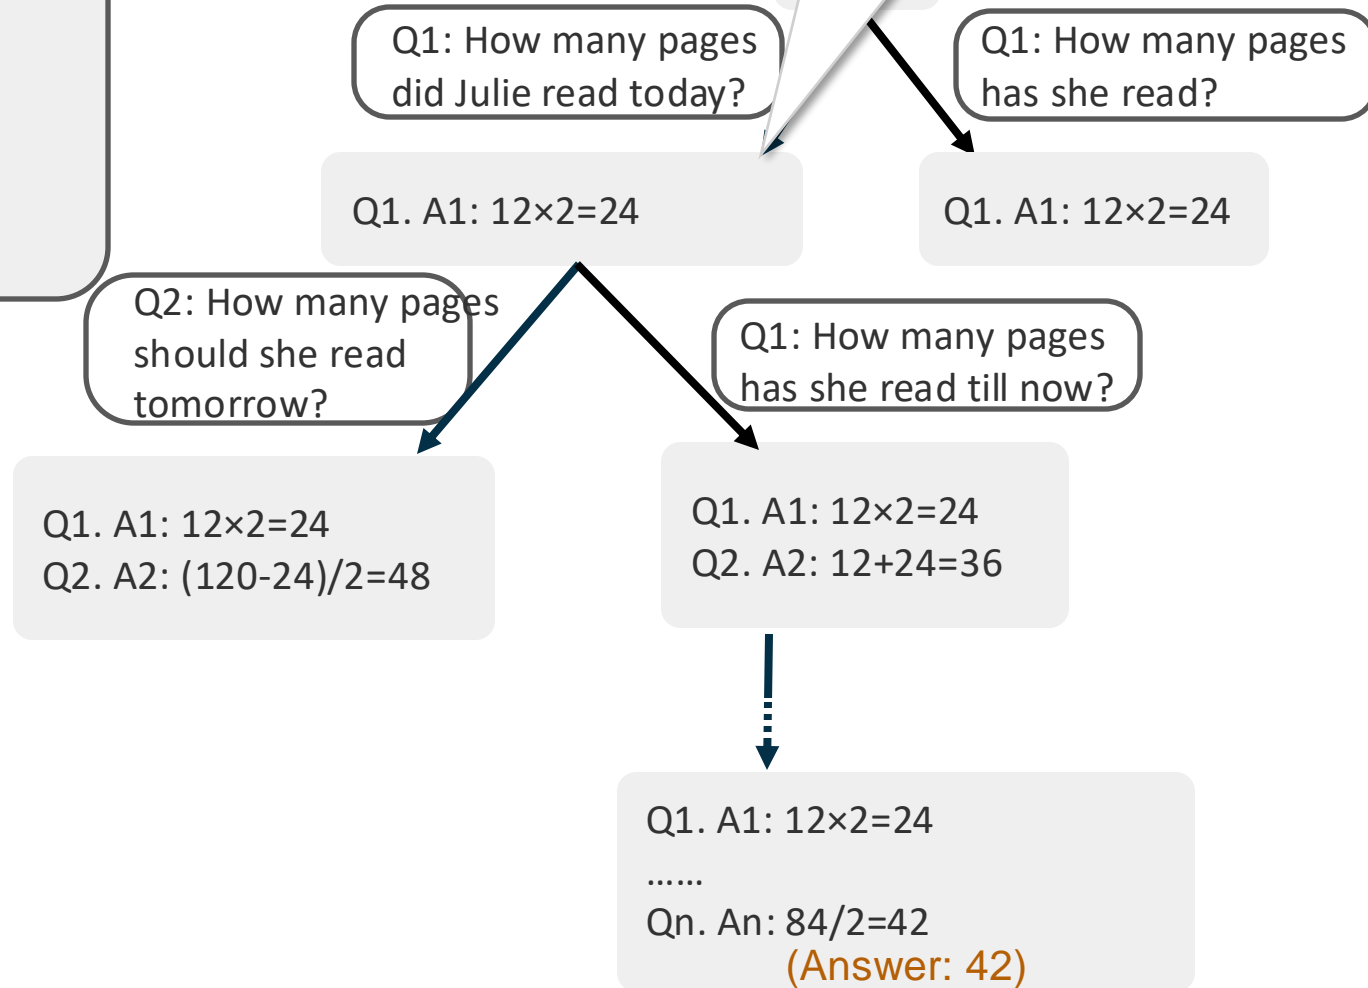 Q1: How many pages
did Julie read today?
Q1: How many pages
has she read?
Q1. A1: 12×2=24
Q1. A1: 12×2=24
Q2: How many pages
should she read
tomorrow?
Q1: How many pages
has she read till now?
Q1. A1: 12×2=24
Q2. A2: (120-24)/2=48
Q1. A1: 12×2=24
Q2. A2: 12+24=36
Q1. A1: 12×2=24
......
Qn. An: 84/2=42
(Answer: 42)